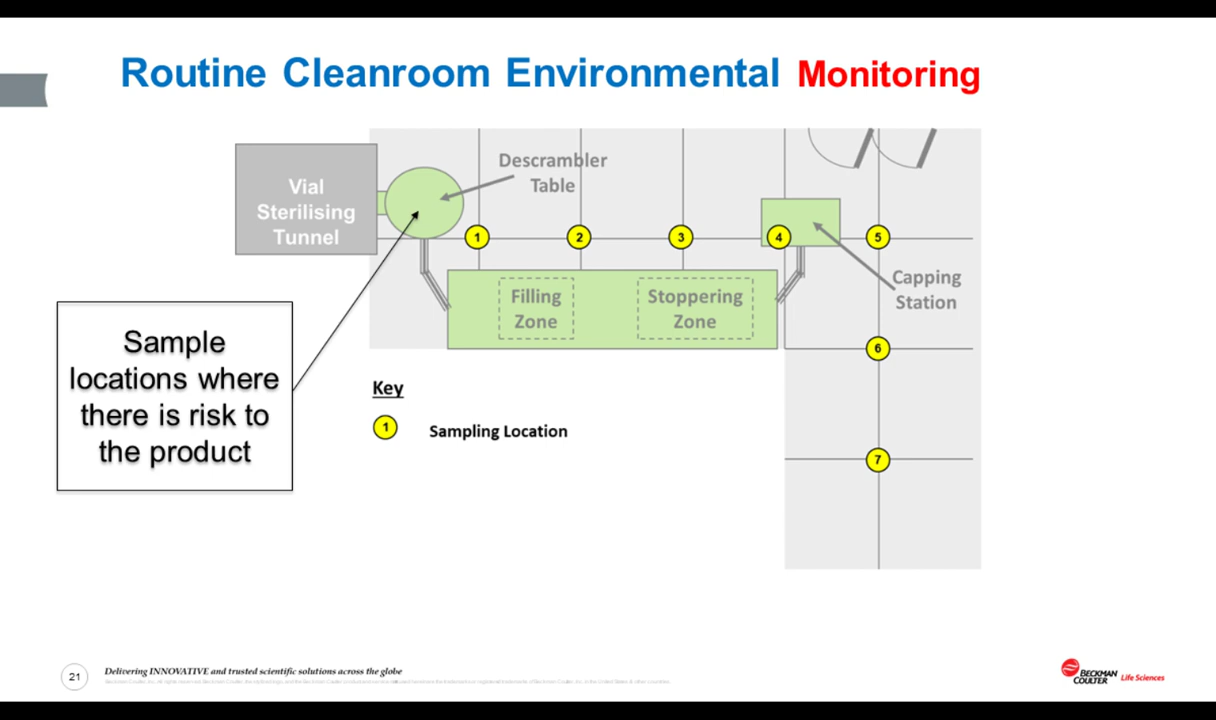 Routine Cleanroom Environmental Monitoring
Vial
Sterilising
Tunnel
Descrambler
Table
1
2
3
4
5
Capping
Station
Filling
Zone
Stoppering
Zone
6
7
Sample
locations where
there is risk to
the product
Key
1
Sampling Location
21
Delivering INNOVATIVE and trusted scientific solutions across the globe
BECKMAN
COULTER
Life Sciences